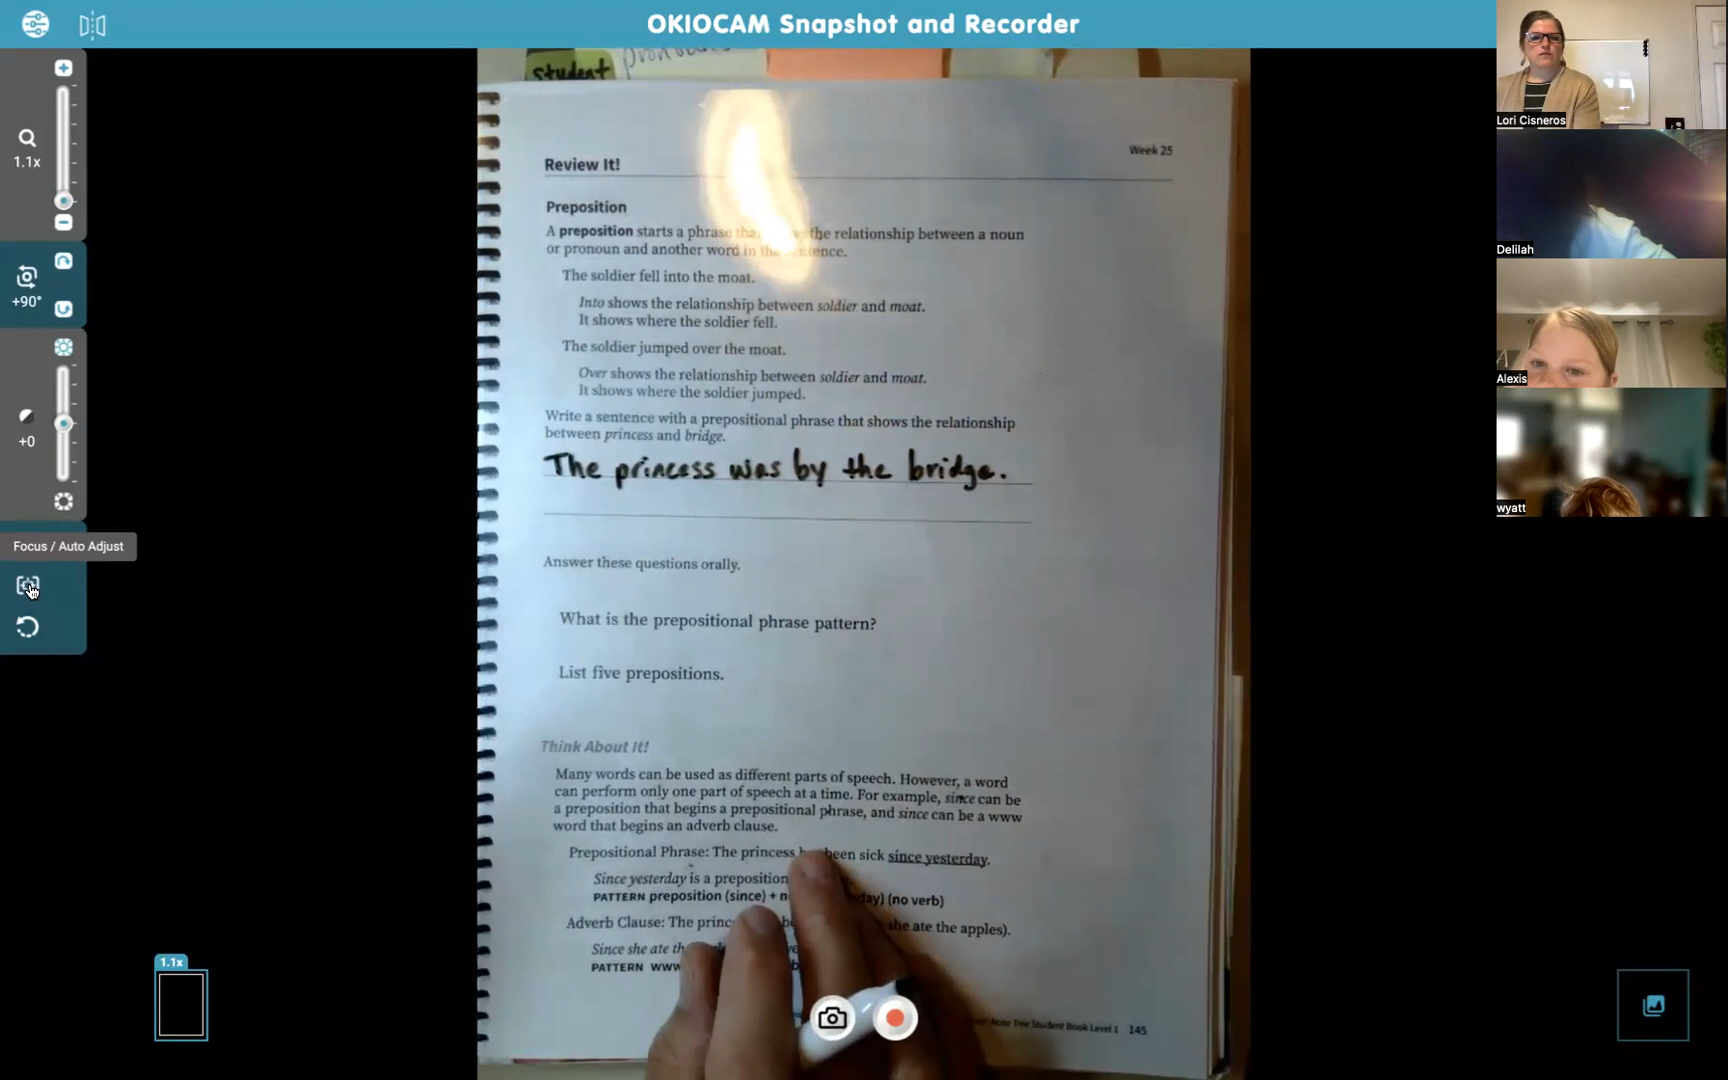 OKIOCAM Snapshot and Recorder
1.1x
+90°
+0
Focus / Auto Adjust
1.1x
student
Week 25
Review It!
Preposition
A preposition starts a phrase the relationship between a noun
or pronoun and another word in the sentence.
The soldier fell into the moat.
Into shows the relationship between soldier and moat.
It shows where the soldier fell.
The soldier jumped over the moat.
Over shows the relationship between soldier and moat.
It shows where the soldier jumped.
Write a sentence with a prepositional phrase that shows the relationship
between princess and bridge.
The princess was by the bridge.
Answer these questions orally.
What is the prepositional phrase pattern?
List five prepositions.
Think About It!
Many words can be used as different parts of speech. However, a word
can perform only one part of speech at a time. For example, since can be
a preposition that begins a prepositional phrase, and since can be a www
word that begins an adverb clause.
Prepositional Phrase: The princess been sick since yesterday.
Since yesterday is a preposition
PATTERN preposition (since) + (no verb)
Adverb Clause: The she ate the apples).
Since she ate
PATTERN www
Note Tree Student Book Level 1 145
Lori Cisneros
Delilah
Alexis
wyatt